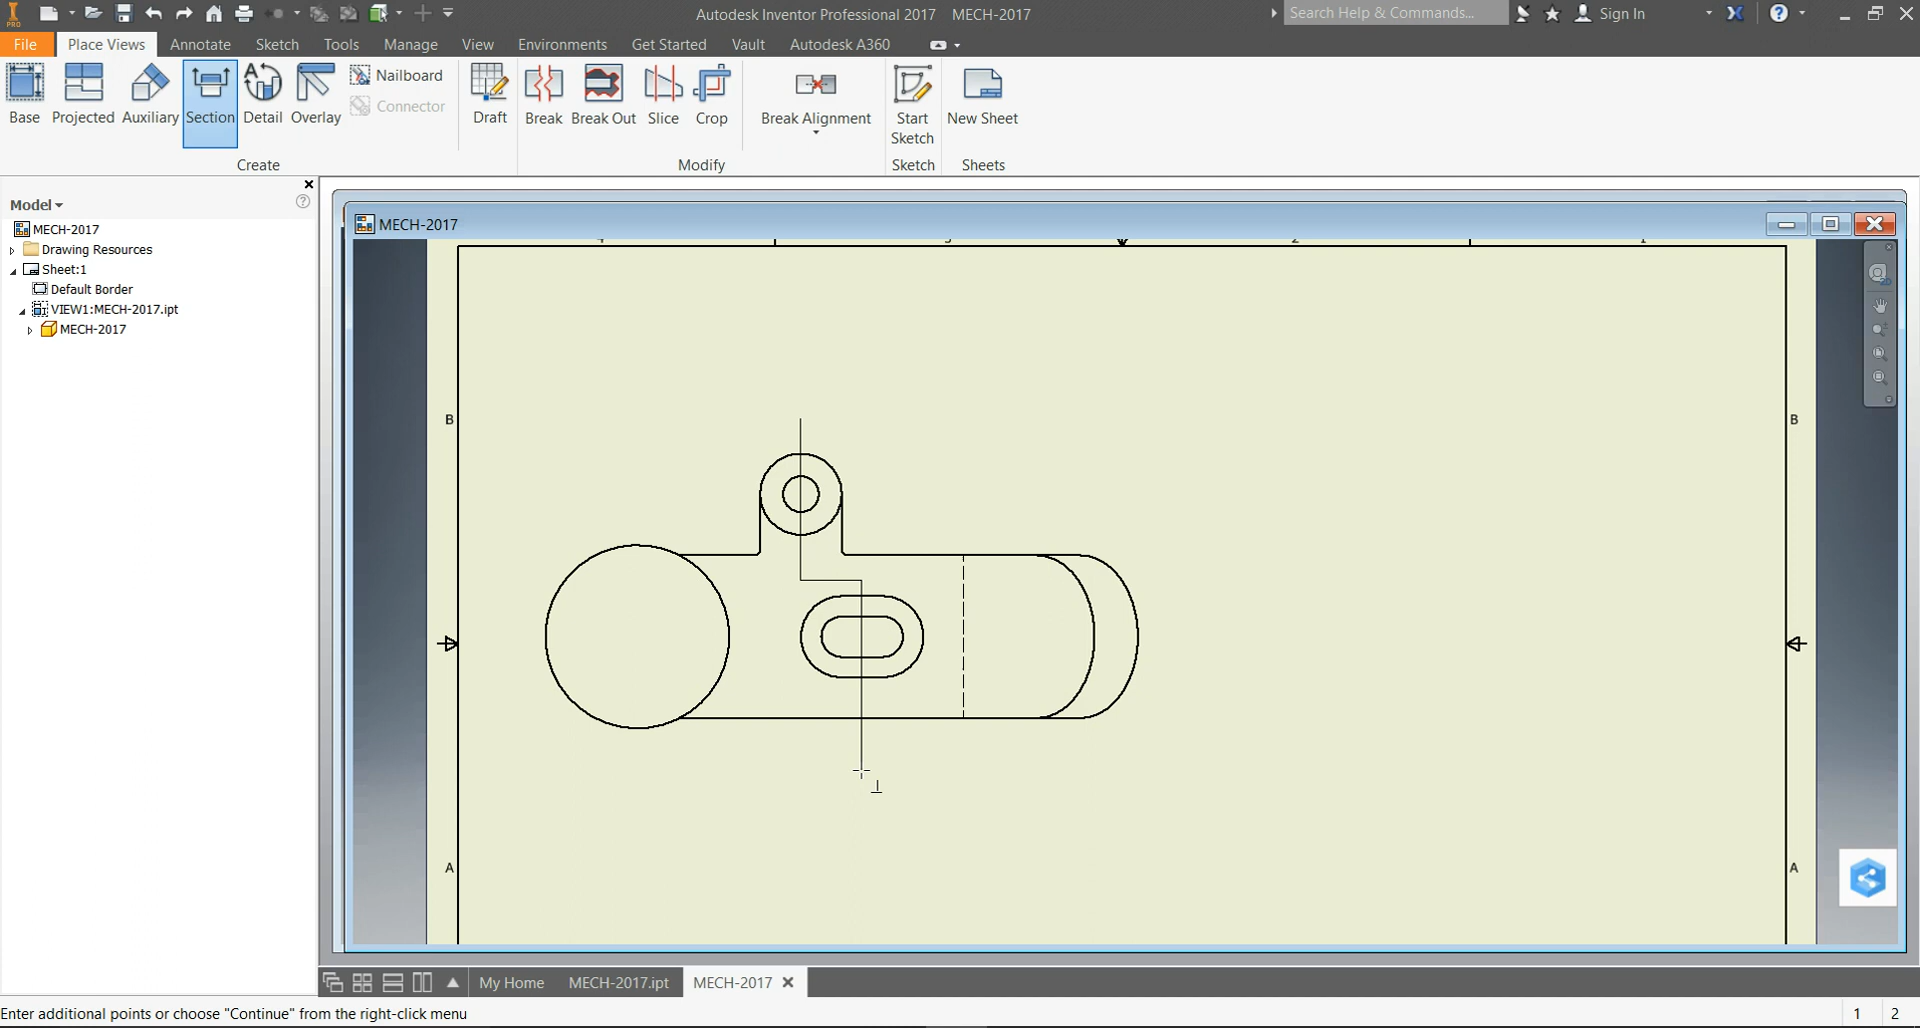 PRO
Autodesk Inventor Professional 2017 MECH-2017
Search Help & Commands...
Sign In
File Place Views Annotate Sketch Tools Manage View Environments Get Started Vault Autodesk A360
Base Projected Auxiliary Section Detail Overlay Nailboard Draft Break Break Out Slice Crop Break Alignment Start Sketch New Sheet
Connector
Create Modify Sketch Sheets
Model
MECH-2017
Drawing Resources
Sheet:1
Default Border
VIEW1:MECH-2017.ipt
MECH-2017
MECH-2017
B B
A A
My Home MECH-2017.ipt MECH-2017
Enter additional points or choose "Continue" from the right-click menu
1 2